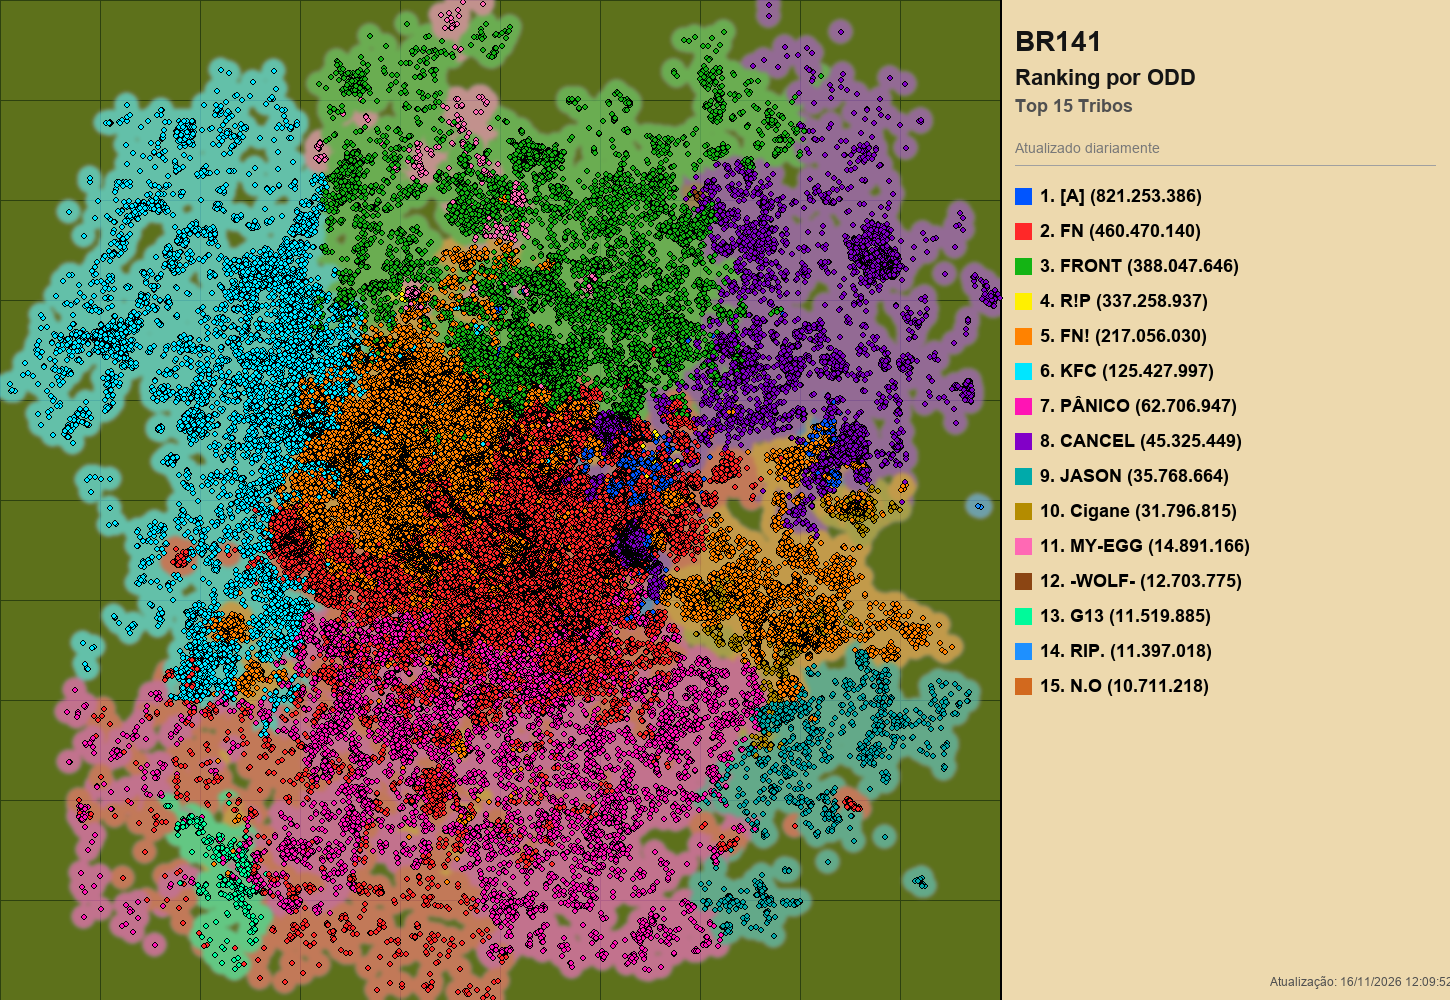 BR141
Ranking por ODD
Top 15 Tribos
Atualizado diariamente
1. [A] (821.253.386)
2. FN (460.470.140)
3. FRONT (388.047.646)
4. R!P (337.258.937)
5. FN! (217.056.030)
6. KFC (125.427.997)
7. PÂNICO (62.706.947)
8. CANCEL (45.325.449)
9. JASON (35.768.664)
10. Cigane (31.796.815)
11. MY-EGG (14.891.166)
12. -WOLF- (12.703.775)
13. G13 (11.519.885)
14. RIP. (11.397.018)
15. N.O (10.711.218)
Atualização: 16/11/2026 12:09:52